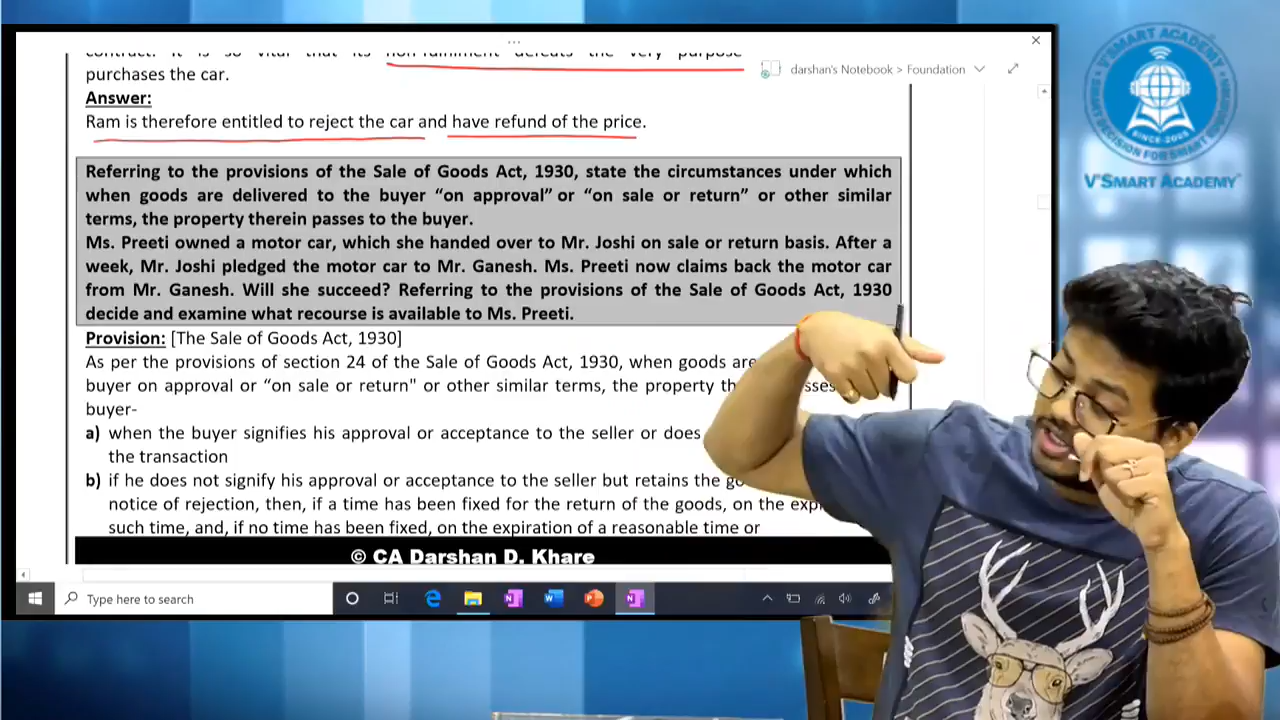 purchases the car.
Answer:
Ram is therefore entitled to reject the car and have refund of the price.
Referring to the provisions of the Sale of Goods Act, 1930, state the circumstances under which
when goods are delivered to the buyer “on approval” or “on sale or return” or other similar
terms, the property therein passes to the buyer.
Ms. Preeti owned a motor car, which she handed over to Mr. Joshi on sale or return basis. After a
week, Mr. Joshi pledged the motor car to Mr. Ganesh. Ms. Preeti now claims back the motor car
from Mr. Ganesh. Will she succeed? Referring to the provisions of the Sale of Goods Act, 1930
decide and examine what recourse is available to Ms. Preeti.
Provision: [The Sale of Goods Act, 1930]
As per the provisions of section 24 of the Sale of Goods Act, 1930, when goods are
buyer on approval or “on sale or return" or other similar terms, the property
buyer-
a) when the buyer signifies his approval or acceptance to the seller or does
the transaction
b) if he does not signify his approval or acceptance to the seller but retains the
notice of rejection, then, if a time has been fixed for the return of the goods, on the
such time, and, if no time has been fixed, on the expiration of a reasonable time or
© CA Darshan D. Khare
darshan's Notebook > Foundation
Type here to search
V'SMART ACADEMY
SINCE 2005
V'SMART ACADEMY